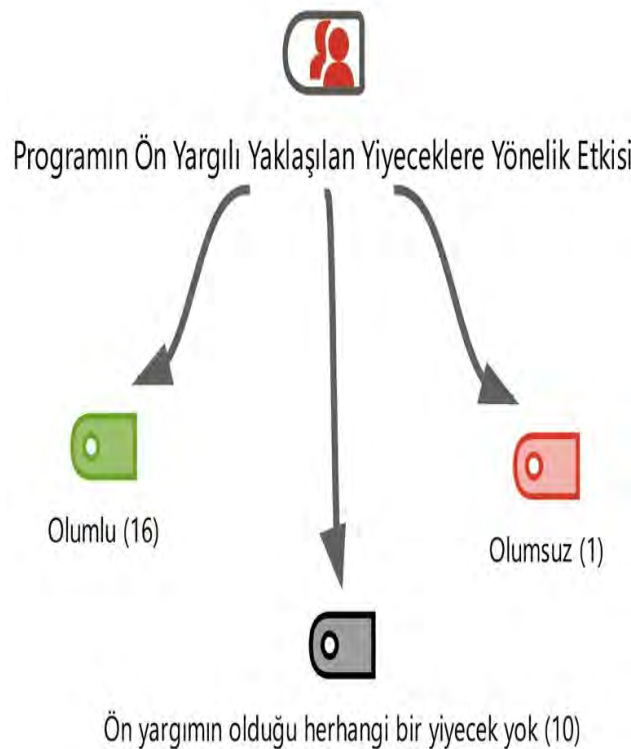 Programın Ön Yargılı Yaklaşılan Yiyeceklere Yönelik Etkisi
Olumlu (16)
Olumsuz (1)
Ön yargımın olduğu herhangi bir yiyecek yok (10)